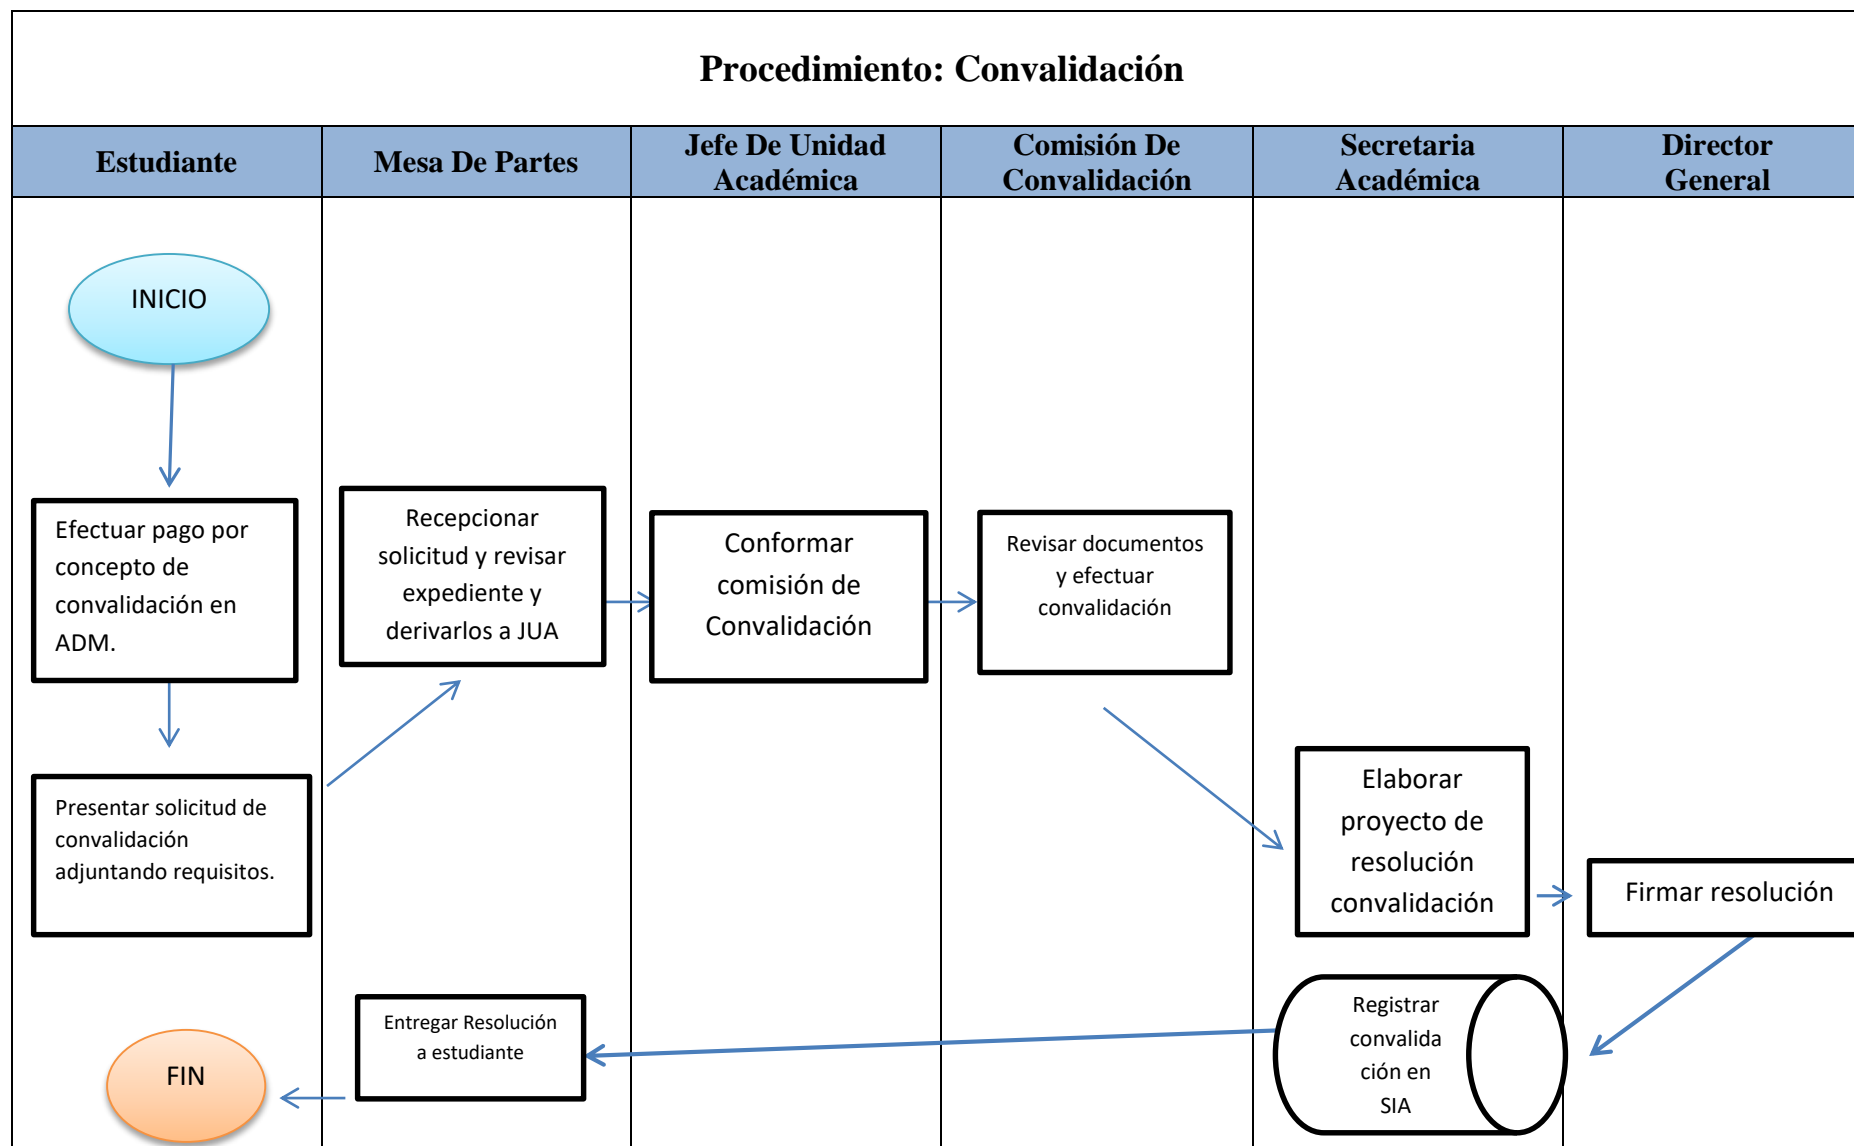 Procedimiento: Convalidación
Estudiante
Mesa De Partes
Jefe De Unidad
Académica
Comisión De
Convalidación
Secretaria
Académica
Director
General
INICIO
Efectuar pago por
concepto de
convalidación en
ADM.
Presentar solicitud de
convalidación
adjuntando requisitos.
Recepcionar
solicitud y revisar
expediente y
derivarlos a JUA
Conformar
comisión de
Convalidación
Revisar documentos
y efectuar
convalidación
Elaborar
proyecto de
resolución
convalidación
Firmar resolución
Registrar
convalida
ción en
SIA
Entregar Resolución
a estudiante
FIN